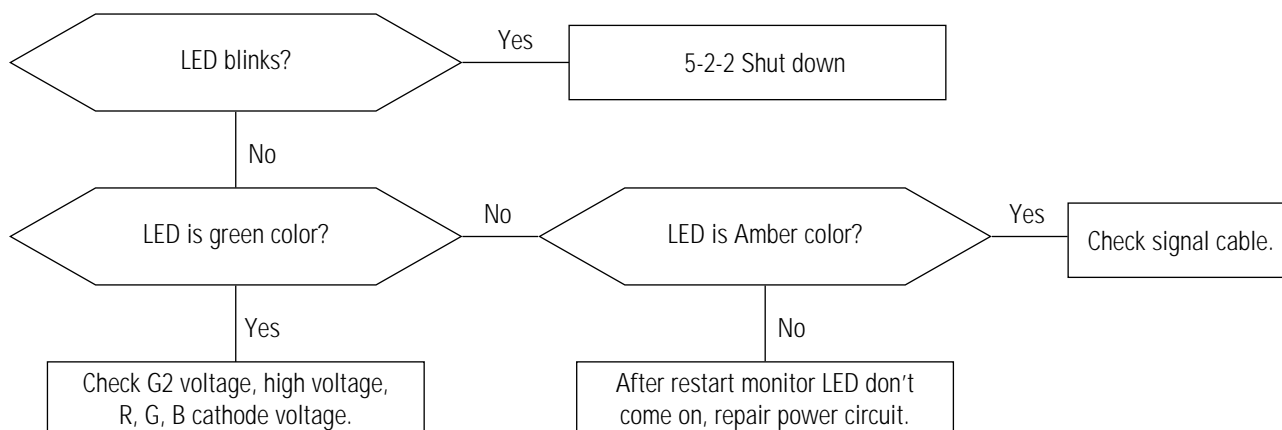 LED blinks?
Yes
5-2-2 Shut down
No
LED is green color?
No
LED is Amber color?
Yes
Check signal cable.
Yes
No
Check G2 voltage, high voltage,
R, G, B cathode voltage.
After restart monitor LED don't
come on, repair power circuit.